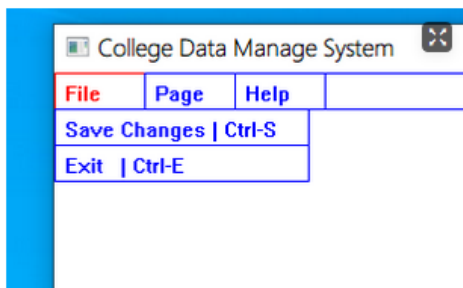 College Data Manage System
File Page Help
Save Changes | Ctrl-S
Exit | Ctrl-E